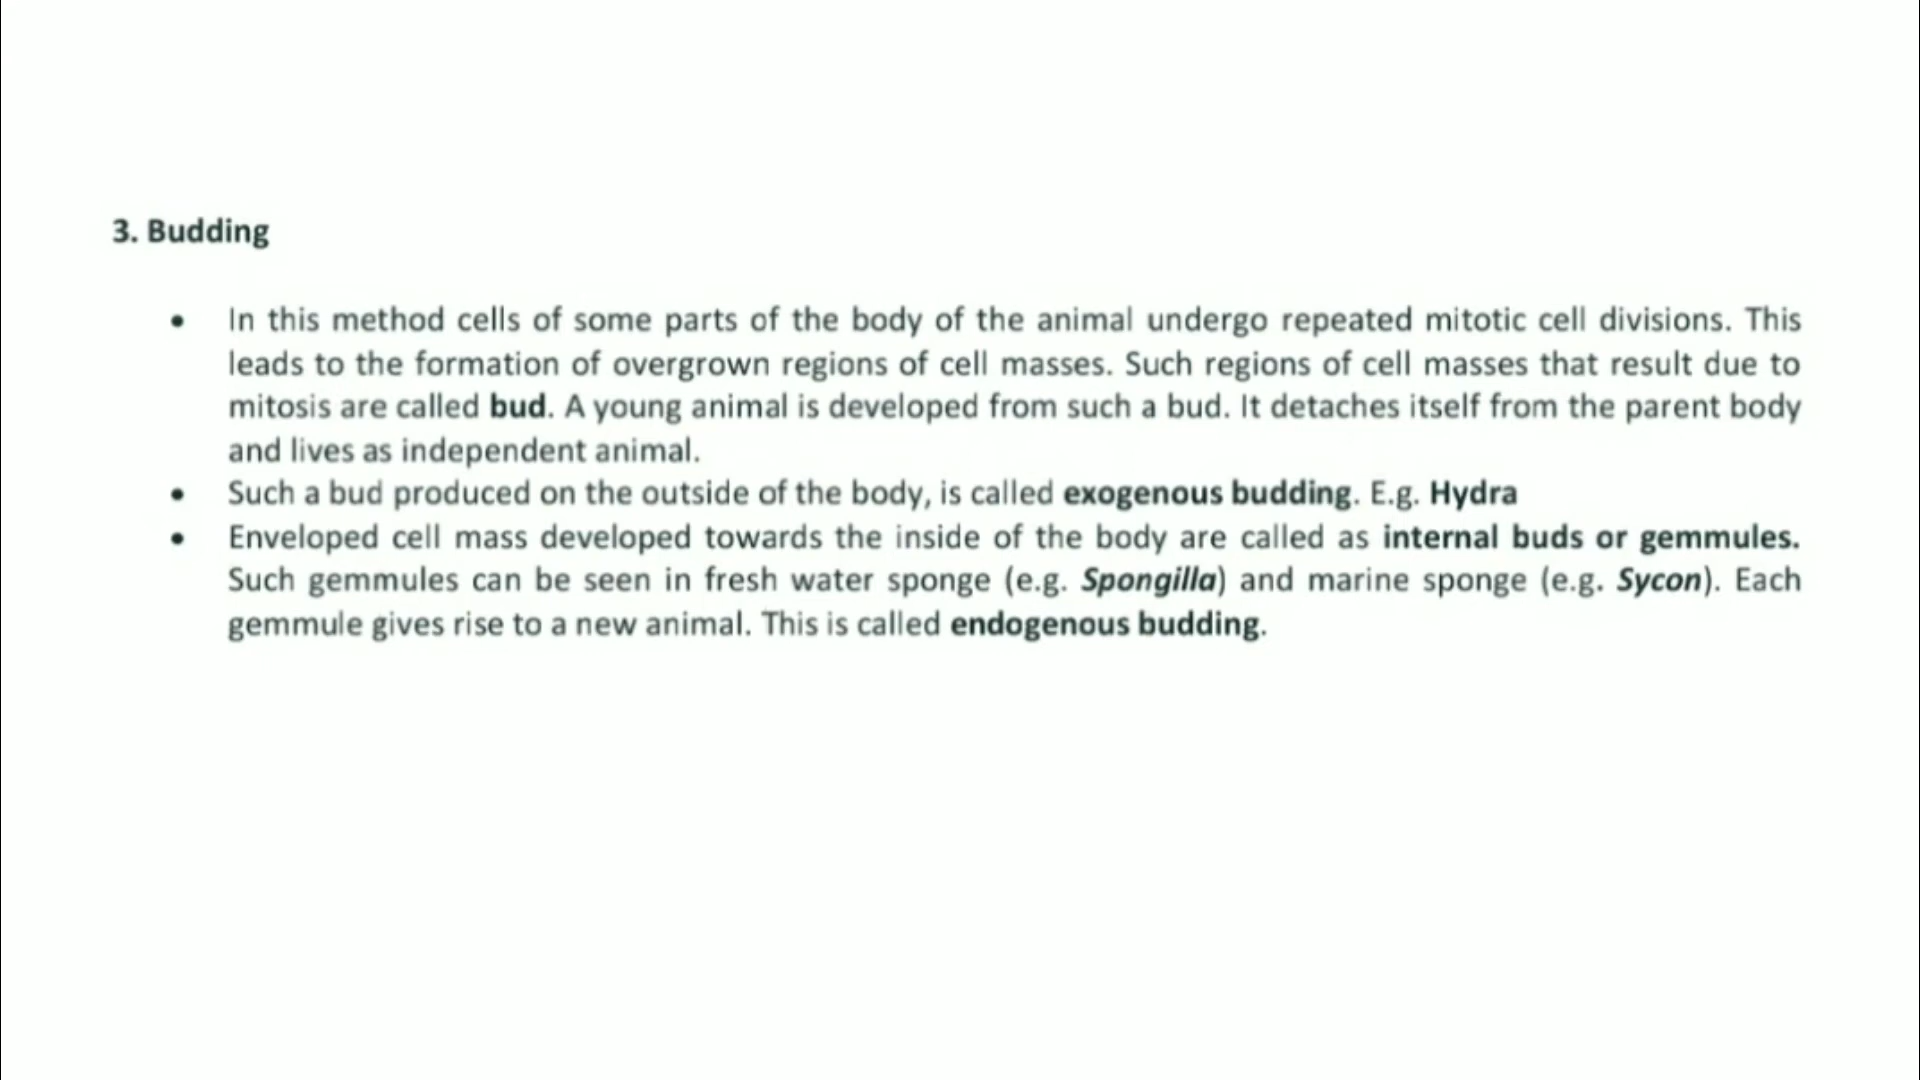 3. Budding
• In this method cells of some parts of the body of the animal undergo repeated mitotic cell divisions. This
leads to the formation of overgrown regions of cell masses. Such regions of cell masses that result due to
mitosis are called bud. A young animal is developed from such a bud. It detaches itself from the parent body
and lives as independent animal.
• Such a bud produced on the outside of the body, is called exogenous budding. E.g. Hydra
• Enveloped cell mass developed towards the inside of the body are called as internal buds or gemmules.
Such gemmules can be seen in fresh water sponge (e.g. Spongilla) and marine sponge (e.g. Sycon). Each
gemmule gives rise to a new animal. This is called endogenous budding.